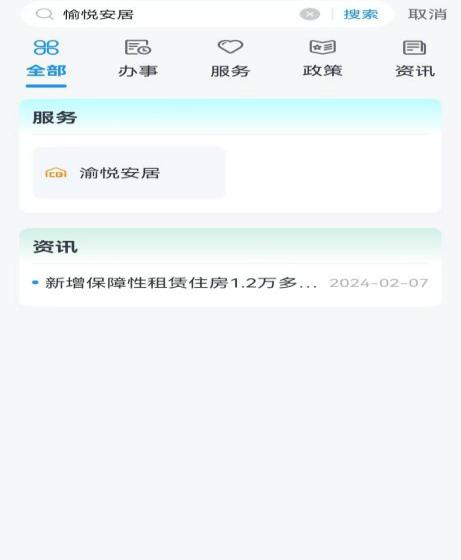 渝悦安居 搜索 取消
全部 办事 服务 政策 资讯
服务
渝悦安居
资讯
新增保障性租赁住房1.2万多... 2024-02-07